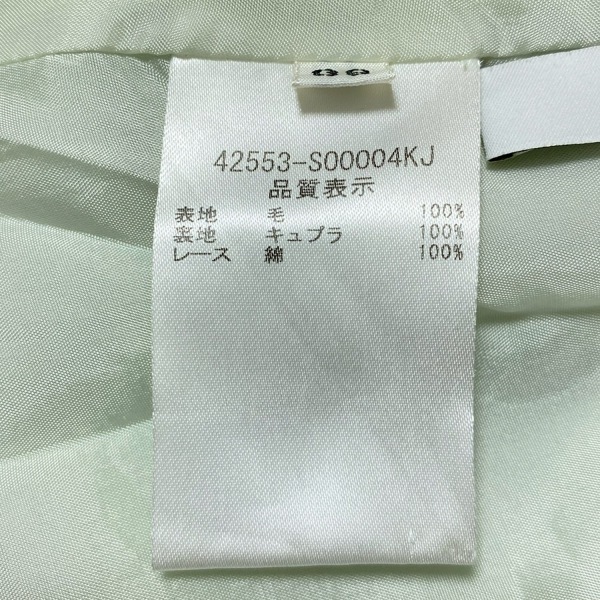 42553-S00004KJ
品質表示
表地 毛 100%
裏地 キュプラ 100%
レース 綿 100%